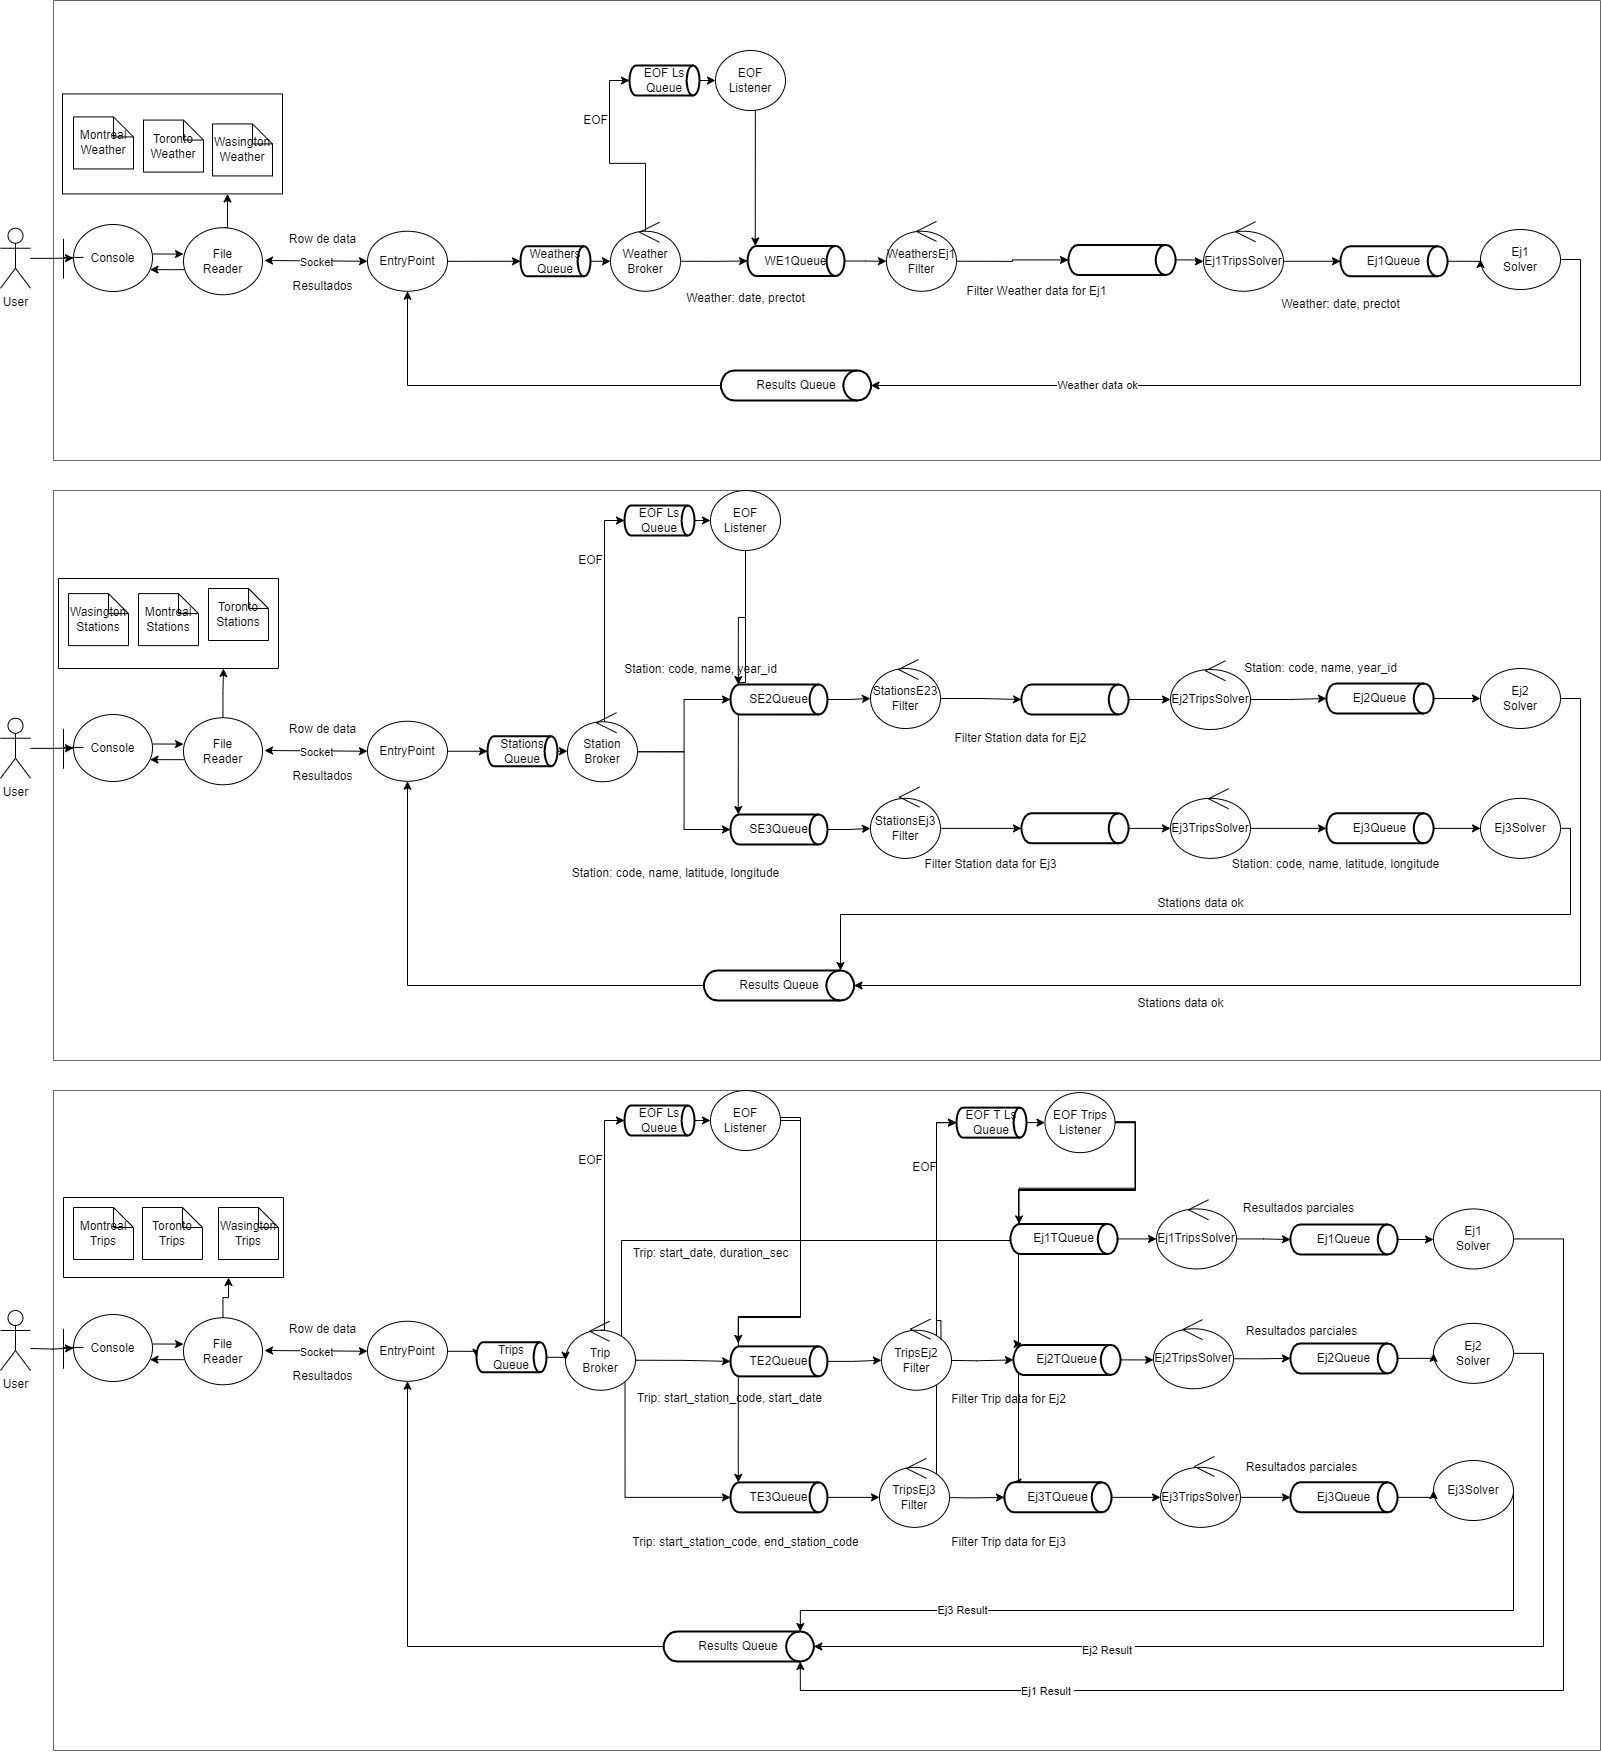 EOF Ls
Queue
EOF
Listener
EOF
Montreal
Weather
Toronto
Weather
Wasington
Weather
User
Console
File
Reader
Row de data
Socket
Resultados
EntryPoint
Weathers
Queue
Weather
Broker
WE1Queue
Weather: date, prectot
WeathersEj1
Filter
Filter Weather data for Ej1
Ej1TripsSolver
Ej1Queue
Weather: date, prectot
Ej1
Solver
Results Queue
Weather data ok
EOF Ls
Queue
EOF
Listener
EOF
Wasington
Stations
Montreal
Stations
Toronto
Stations
User
Console
File
Reader
Row de data
Socket
Resultados
EntryPoint
Stations
Queue
Station
Broker
Station: code, name, year_id
SE2Queue
StationsE23
Filter
Filter Station data for Ej2
Ej2TripsSolver
Station: code, name, year_id
Ej2Queue
Ej2
Solver
SE3Queue
Station: code, name, latitude, longitude
StationsEj3
Filter
Filter Station data for Ej3
Ej3TripsSolver
Ej3Queue
Station: code, name, latitude, longitude
Ej3Solver
Stations data ok
Results Queue
Stations data ok
EOF Ls
Queue
EOF
Listener
EOF
EOF T Ls
Queue
EOF Trips
Listener
EOF
Montreal
Trips
Toronto
Trips
Wasington
Trips
User
Console
File
Reader
Row de data
Socket
Resultados
EntryPoint
Trips
Queue
Trip
Broker
Trip: start_date, duration_sec
Ej1TQueue
Ej1TripsSolver
Resultados parciales
Ej1Queue
Ej1
Solver
TE2Queue
Trip: start_station_code, start_date
TripsEj2
Filter
Filter Trip data for Ej2
Ej2TQueue
Ej2TripsSolver
Resultados parciales
Ej2Queue
Ej2
Solver
TE3Queue
Trip: start_station_code, end_station_code
TripsEj3
Filter
Filter Trip data for Ej3
Ej3TQueue
Ej3TripsSolver
Resultados parciales
Ej3Queue
Ej3Solver
Ej3 Result
Results Queue
Ej2 Result
Ej1 Result